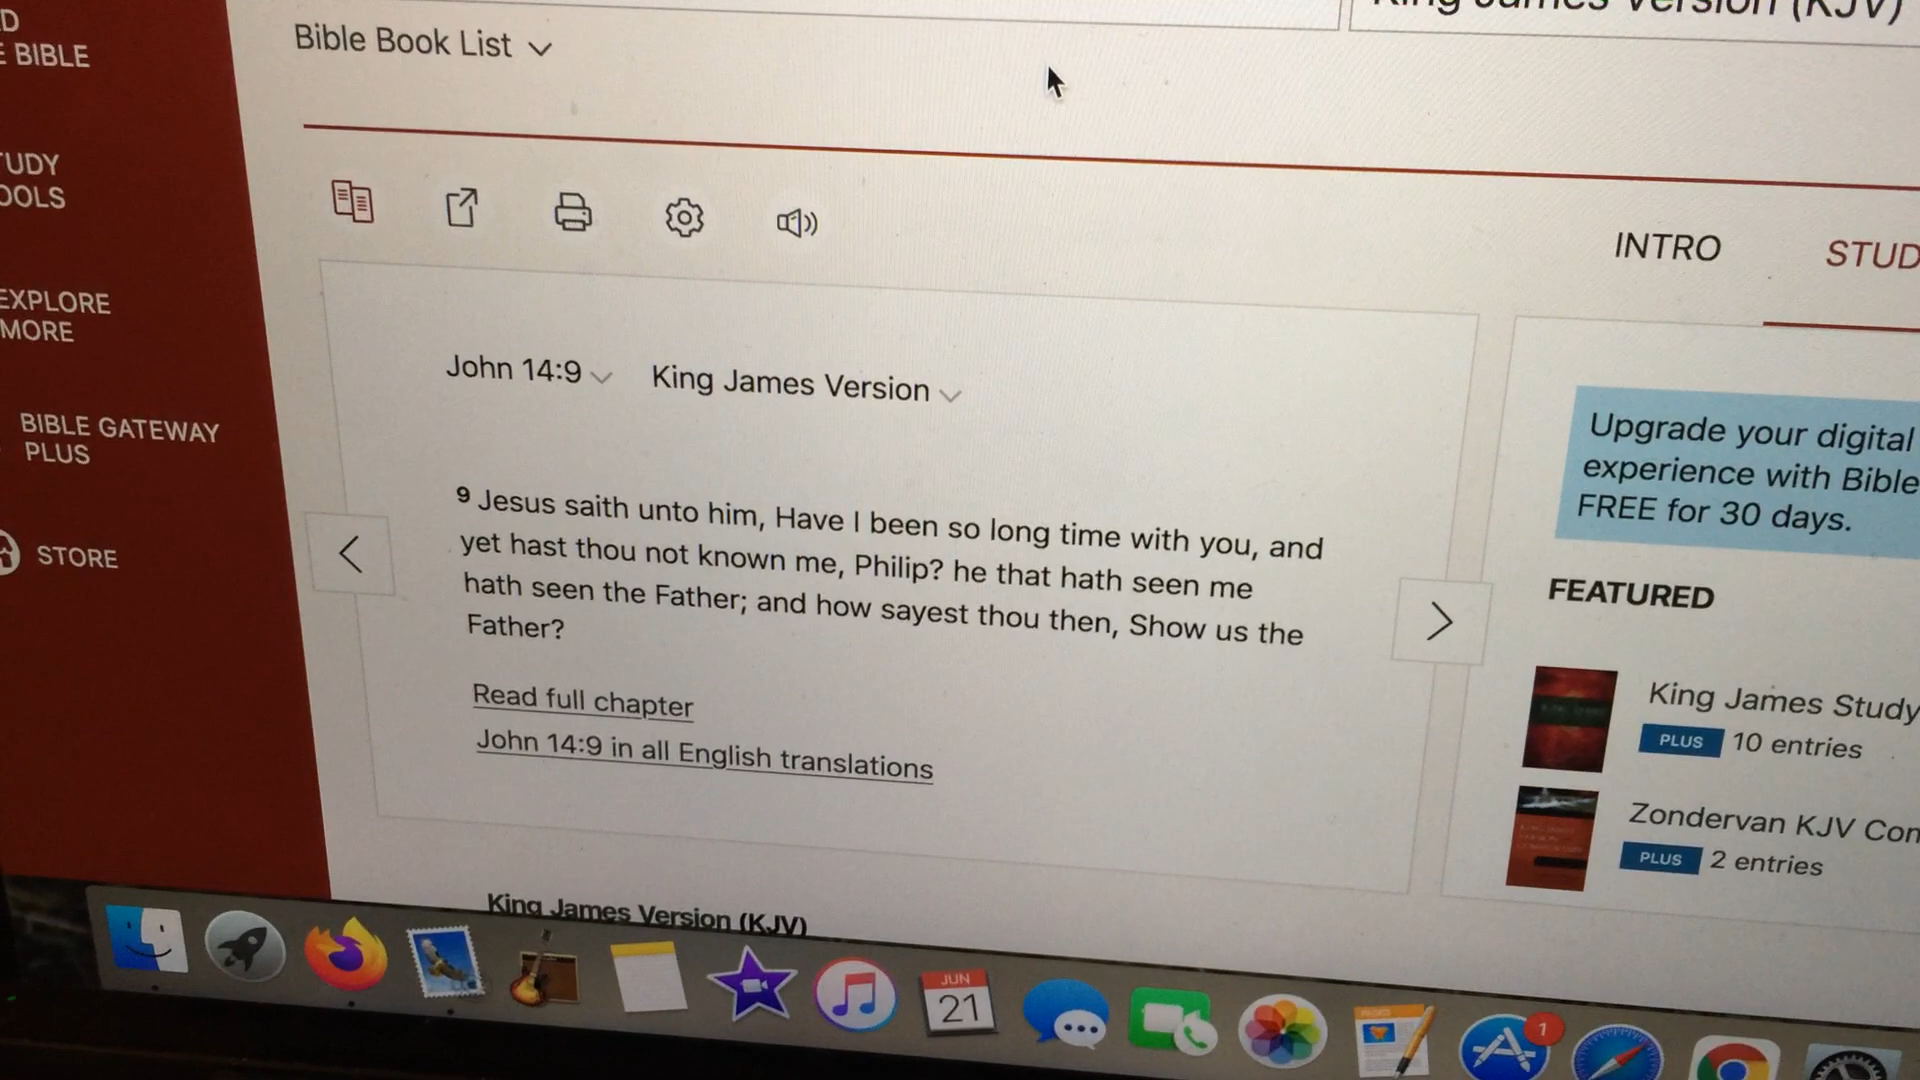 King James Version (KJV)
BIBLE
Bible Book List
EXPLORE
MORE
BIBLE GATEWAY
PLUS
STORE
INTRO
John 14:9 King James Version
9 Jesus saith unto him, Have I been so long time with you, and
yet hast thou not known me, Philip? he that hath seen me
hath seen the Father; and how sayest thou then, Show us the
Father?
Read full chapter
John 14:9 in all English translations
King James Version (KJV)
Upgrade your digital
experience with Bible
FREE for 30 days.
FEATURED
King James Study
PLUS 10 entries
Zondervan KJV
PLUS 2 entries
JUN
21
1